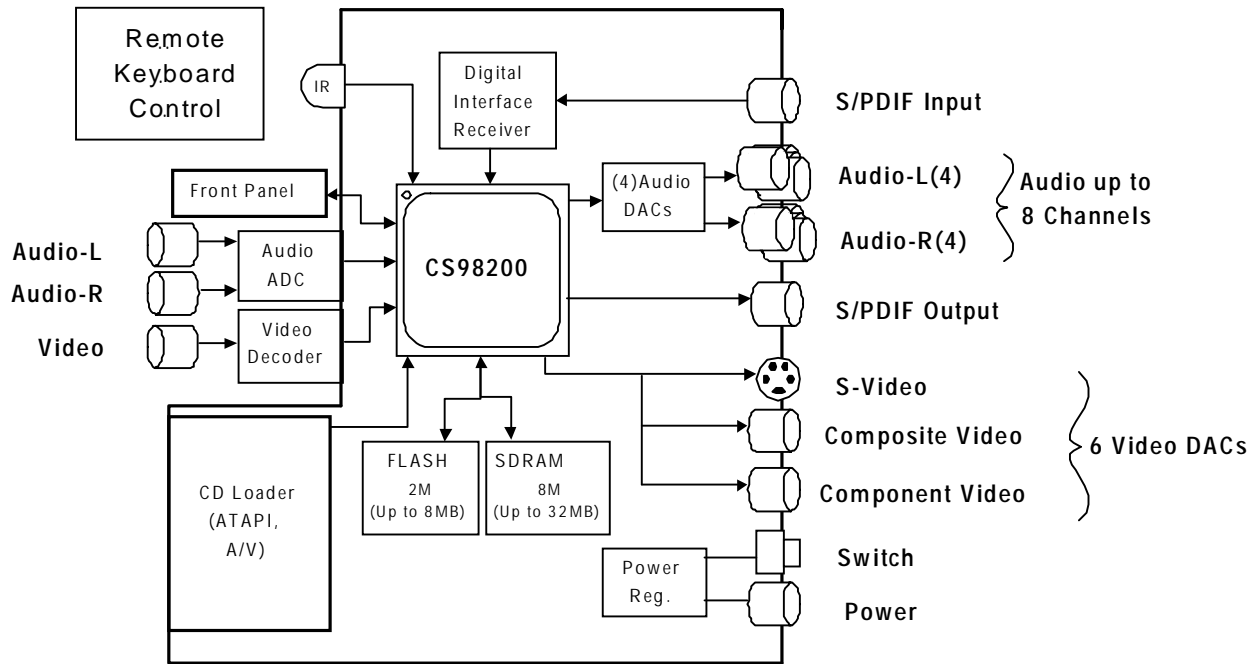 Remote
Keyboard
Control
IR
Digital
Interface
Receiver
S/PDIF Input
Front Panel
(4)Audio
DACs
Audio-L(4)
Audio-R(4)
Audio up to
8 Channels
Audio-L
Audio-R
Audio
ADC
CS98200
S/PDIF Output
Video
Video
Decoder
S-Video
Composite Video
Component Video
6 Video DACs
CD Loader
(ATAPI,
A/V)
FLASH
2M
(Up to 8MB)
SDRAM
8M
(Up to 32MB)
Power
Reg.
Switch
Power